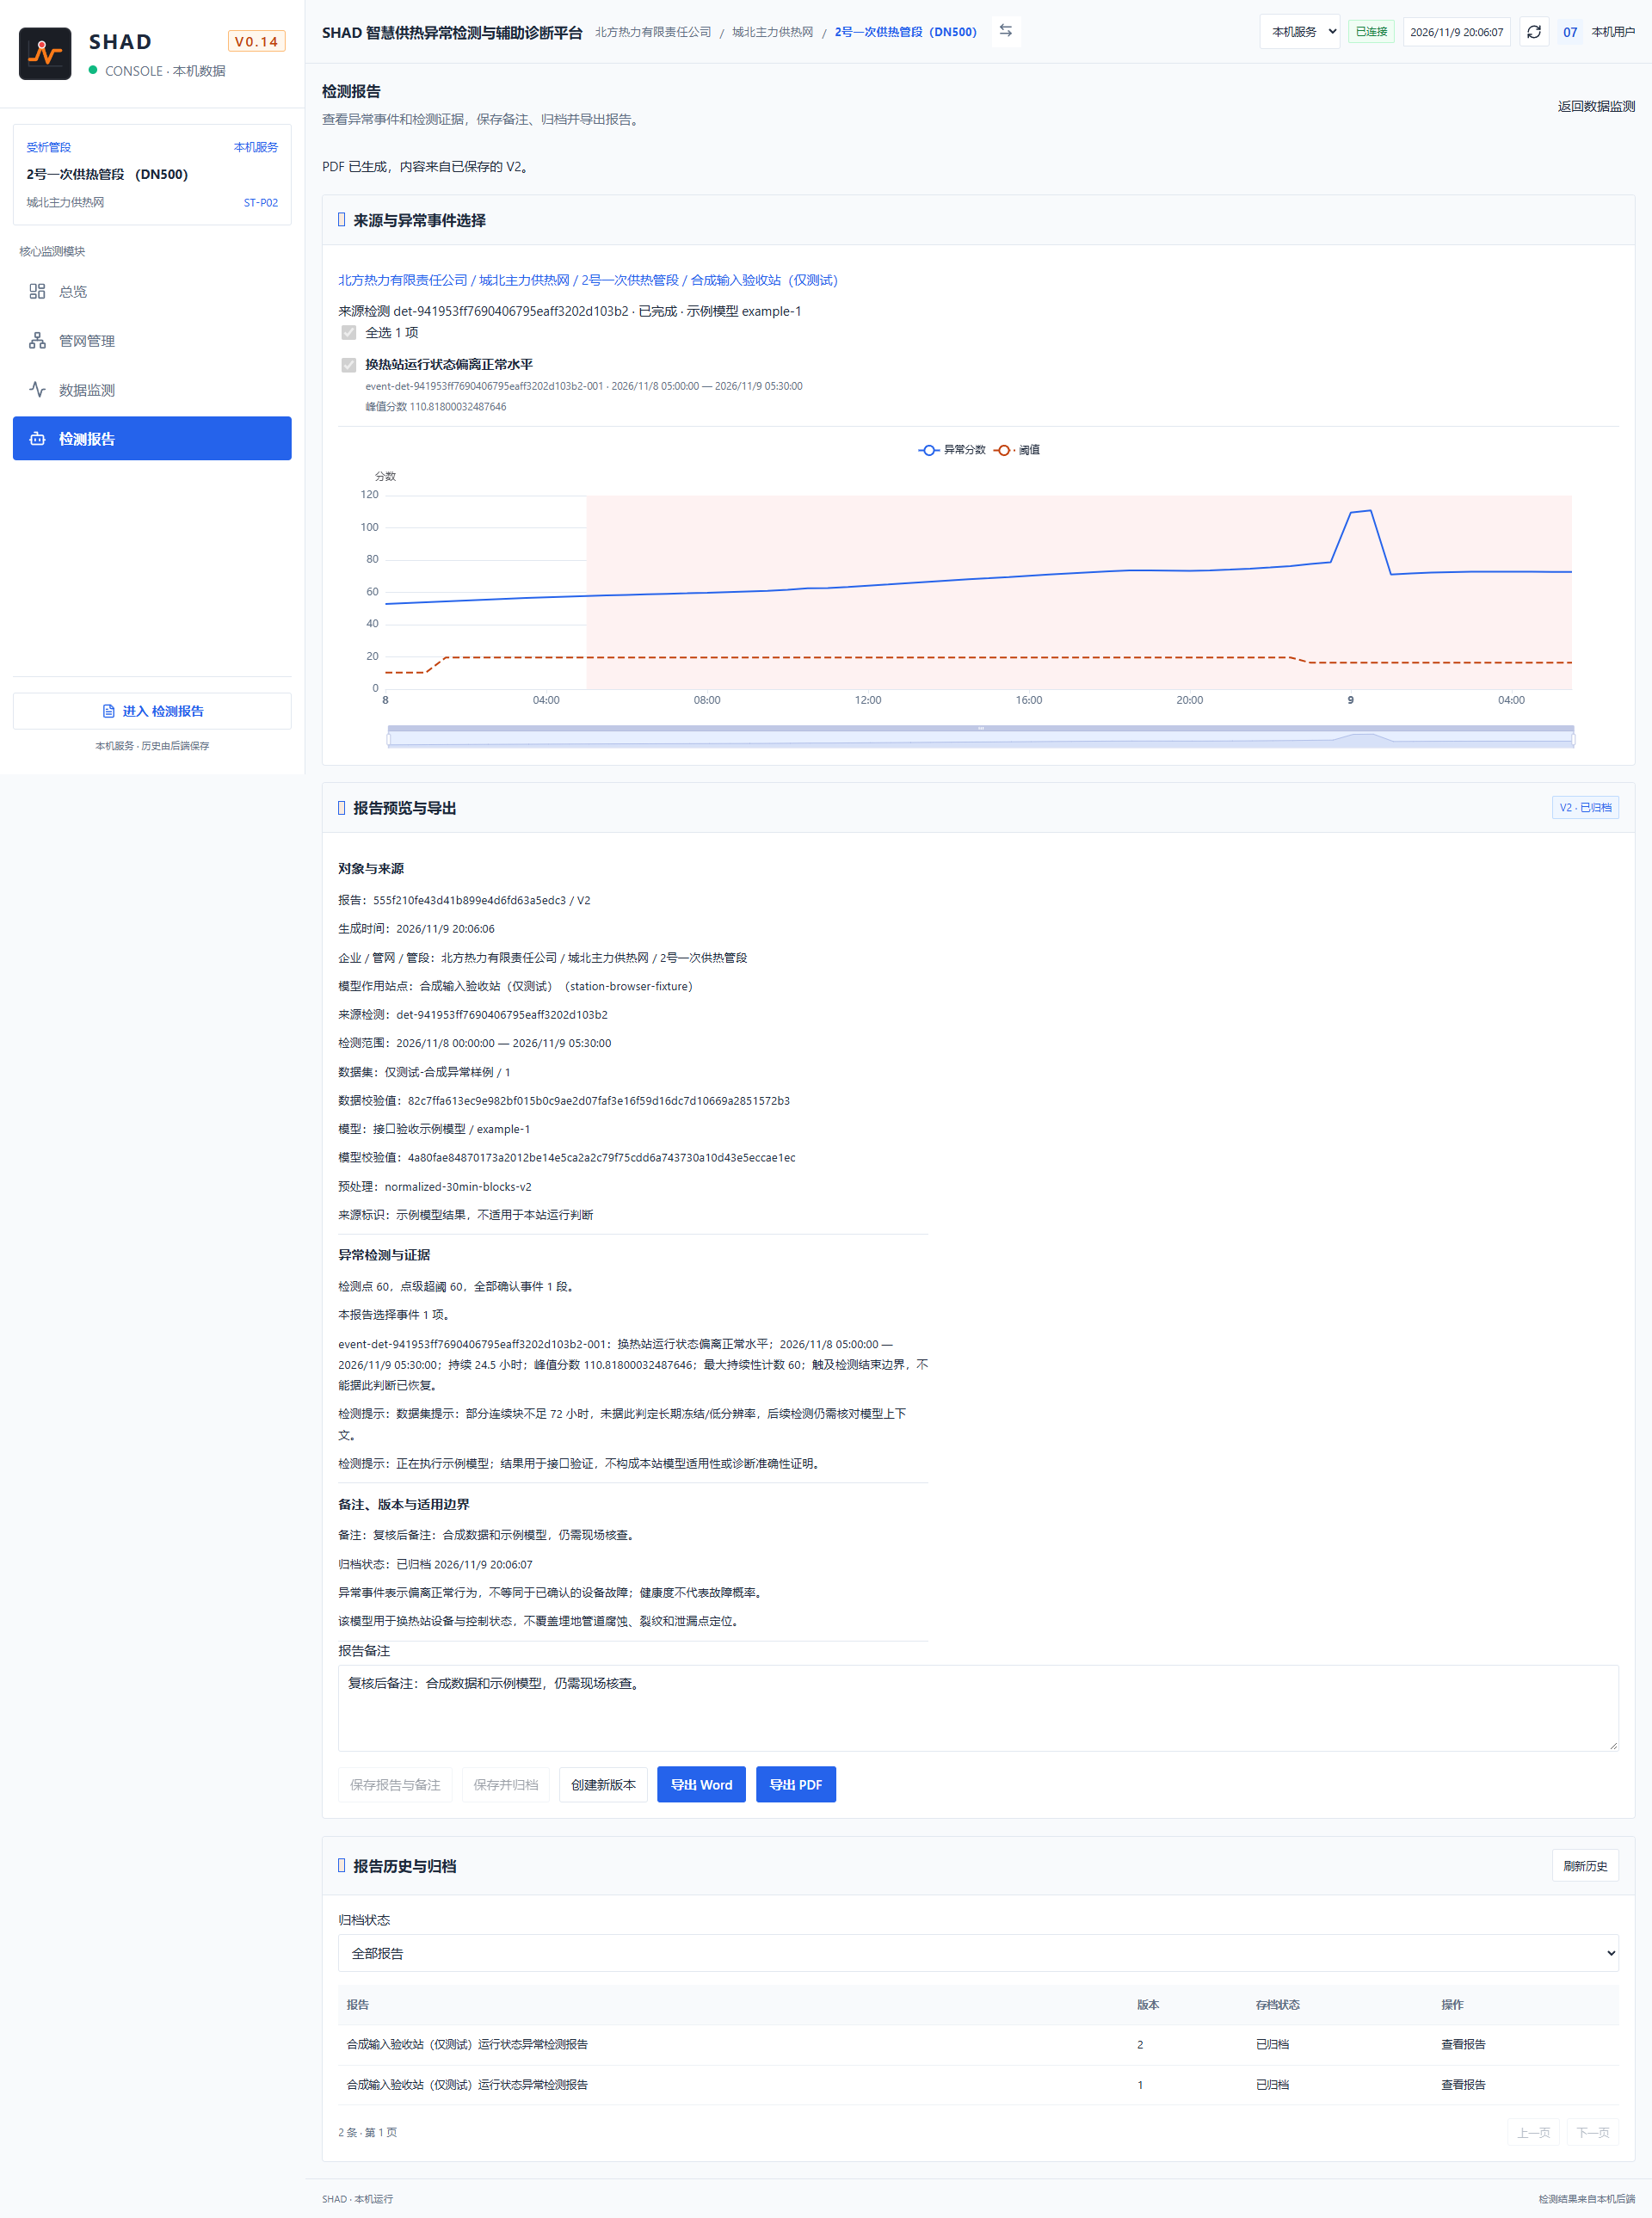 SHAD
V0.14
CONSOLE · 本机数据
受析管段
本机服务
2号一次供热管段 （DN500）
城北主力供热网
ST-P02
核心监测模块
总览
管网管理
数据监测
检测报告
进入 检测报告
本机服务 · 历史由后端保存
SHAD 智慧供热异常检测与辅助诊断平台
北方热力有限责任公司 / 城北主力供热网 / 2号一次供热管段（DN500）
本机服务
已连接
2026/11/9 20:06:07
07
本机用户
检测报告
查看异常事件和检测证据，保存备注、归档并导出报告。
返回数据监测
PDF 已生成，内容来自已保存的 V2。
来源与异常事件选择
北方热力有限责任公司 / 城北主力供热网 / 2号一次供热管段 / 合成输入验收站（仅测试）
来源检测 det-941953ff7690406795eaff3202d103b2 · 已完成 · 示例模型 example-1
全选 1 项
换热站运行状态偏离正常水平
event-det-941953ff7690406795eaff3202d103b2-001 · 2026/11/8 05:00:00 — 2026/11/9 05:30:00
峰值分数 110.81800032487646
异常分数
阈值
分数
120
100
80
60
40
20
0
8
04:00
08:00
12:00
16:00
20:00
9
04:00
报告预览与导出
V2 · 已归档
对象与来源
报告：555f210fe43d41b899e4d6fd63a5edc3 / V2
生成时间：2026/11/9 20:06:06
企业 / 管网 / 管段：北方热力有限责任公司 / 城北主力供热网 / 2号一次供热管段
模型作用站点：合成输入验收站（仅测试）（station-browser-fixture）
来源检测：det-941953ff7690406795eaff3202d103b2
检测范围：2026/11/8 00:00:00 — 2026/11/9 05:30:00
数据集：仅测试-合成异常样例 / 1
数据校验值：82c7ffa613ec9e982bf015b0c9ae2d07faf3e16f59d16dc7d10669a2851572b3
模型：接口验收示例模型 / example-1
模型校验值：4a80fae84870173a2012be14e5ca2a2c79f75cdd6a743730a10d43e5eccae1ec
预处理：normalized-30min-blocks-v2
来源标识：示例模型结果，不适用于本站运行判断
异常检测与证据
检测点 60，点级超阈 60，全部确认事件 1 段。
本报告选择事件 1 项。
event-det-941953ff7690406795eaff3202d103b2-001：换热站运行状态偏离正常水平；2026/11/8 05:00:00 —
2026/11/9 05:30:00；持续 24.5 小时；峰值分数 110.81800032487646；最大持续性计数 60；触及检测结束边界，不
能据此判断已恢复。
检测提示：数据集提示：部分连续块不足 72 小时，未据此判定长期冻结/低分辨率，后续检测仍需核对模型上下
文。
检测提示：正在执行示例模型；结果用于接口验证，不构成本站模型适用性或诊断准确性证明。
备注、版本与适用边界
备注：复核后备注：合成数据和示例模型，仍需现场核查。
归档状态：已归档 2026/11/9 20:06:07
异常事件表示偏离正常行为，不等同于已确认的设备故障；健康度不代表故障概率。
该模型用于换热站设备与控制状态，不覆盖埋地管道腐蚀、裂纹和泄漏点定位。
报告备注
复核后备注：合成数据和示例模型，仍需现场核查。
保存报告与备注
保存并归档
创建新版本
导出 Word
导出 PDF
报告历史与归档
刷新历史
归档状态
全部报告
报告 版本 存档状态 操作
合成输入验收站（仅测试）运行状态异常检测报告 2 已归档 查看报告
合成输入验收站（仅测试）运行状态异常检测报告 1 已归档 查看报告
2 条 · 第 1 页
上一页
下一页
SHAD · 本机运行
检测结果来自本机后端